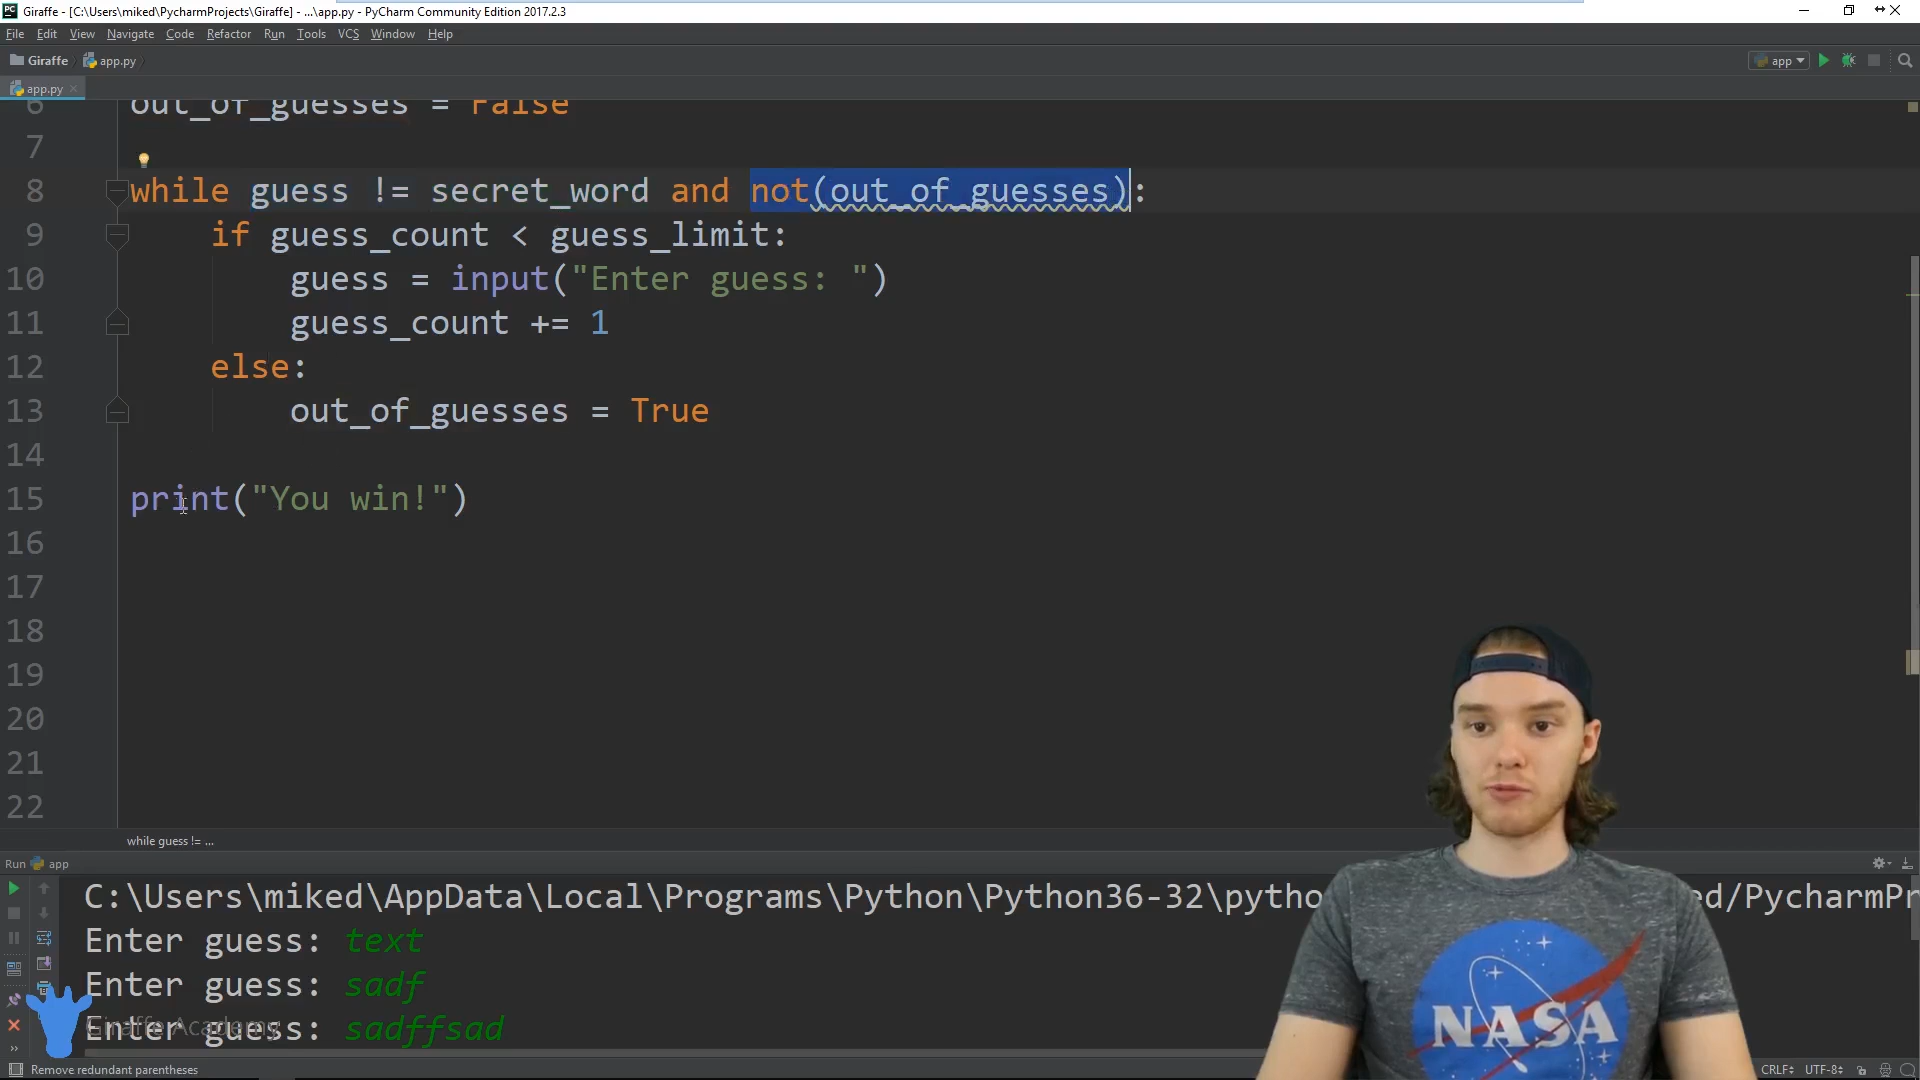 Giraffe - [C:\Users\miked\PycharmProjects\Giraffe] - ...\app.py - PyCharm Community Edition 2017.2.3
File Edit View Navigate Code Refactor Run Tools VCS Window Help
Giraffe app.py app
app.py
6 out_of_guesses = False
7
8 while guess != secret_word and not(out_of_guesses):
9 if guess_count < guess_limit:
10 guess = input("Enter guess: ")
11 guess_count += 1
12 else:
13 out_of_guesses = True
14
15 print("You win!")
16
17
18
19
20
21
22
while guess != ...
Run app
C:\Users\miked\AppData\Local\Programs\Python\Python36-32\pytho ed/PycharmPr
Enter guess: text
Enter guess: sadf
Enter guess: sadffsad
Giraffe Academy
NASA
Remove redundant parentheses CRLF UTF-8